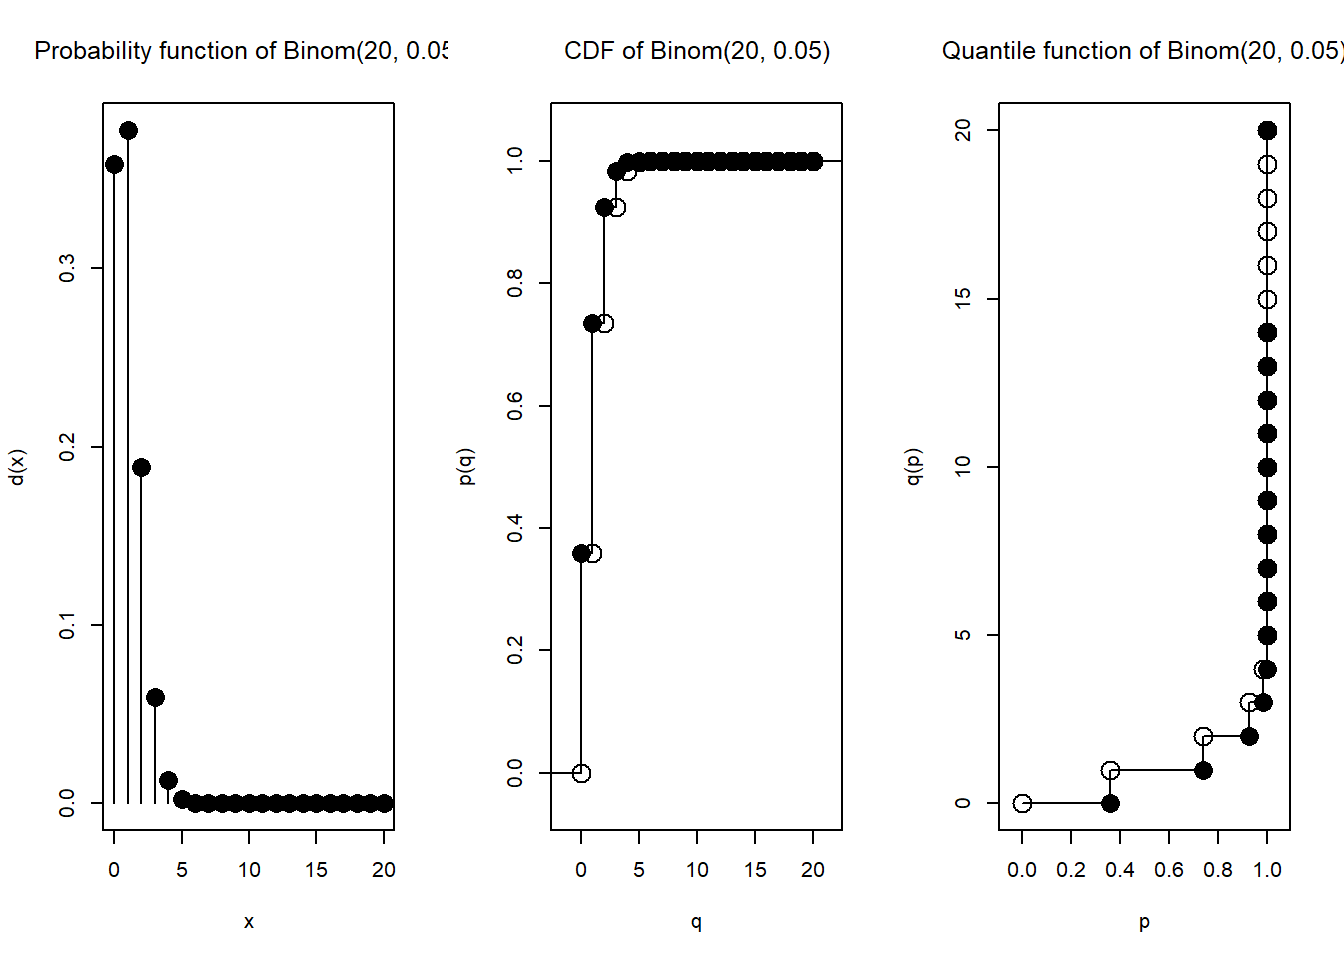 Probability function of Binom(20, 0.05
d(x)
0.0 0.1 0.2 0.3
0 5 10 15 20
x
CDF of Binom(20, 0.05)
p(q)
0.0 0.2 0.4 0.6 0.8 1.0
0 5 10 15 20
q
Quantile function of Binom(20, 0.05)
q(p)
0 5 10 15 20
0.0 0.2 0.4 0.6 0.8 1.0
p